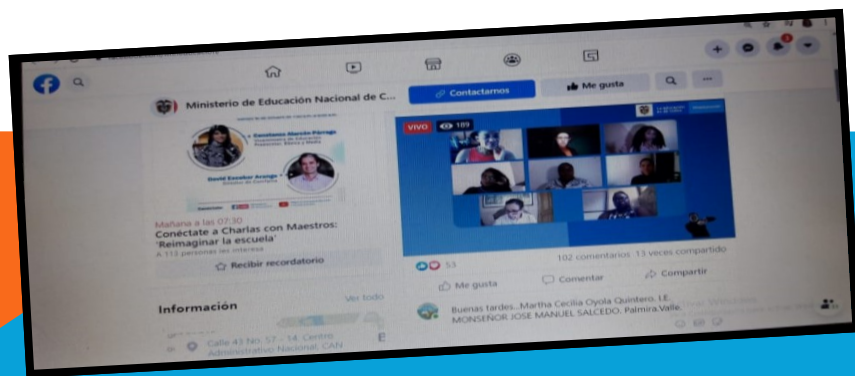 Ministerio de Educación Nacional de C...
Contactarnos
Me gusta
Constanza Alarcón Párraga
David Escobar Arango
Mañana a las 07:30
Conéctate a Charlas con Maestros:
'Reimaginar la escuela'
A 113 personas les interesa
Recibir recordatorio
Información
Ver todo
Calle 43 No. 57 - 14. Centro
Administrativo Nacional, CAN
VIVO
189
53
102 comentarios 13 veces compartido
Me gusta
Comentar
Compartir
Buenas tardes...Martha Cecilia Oyola Quintero. I.E.
MONSEÑOR JOSE MANUEL SALCEDO. Palmira.Valle.